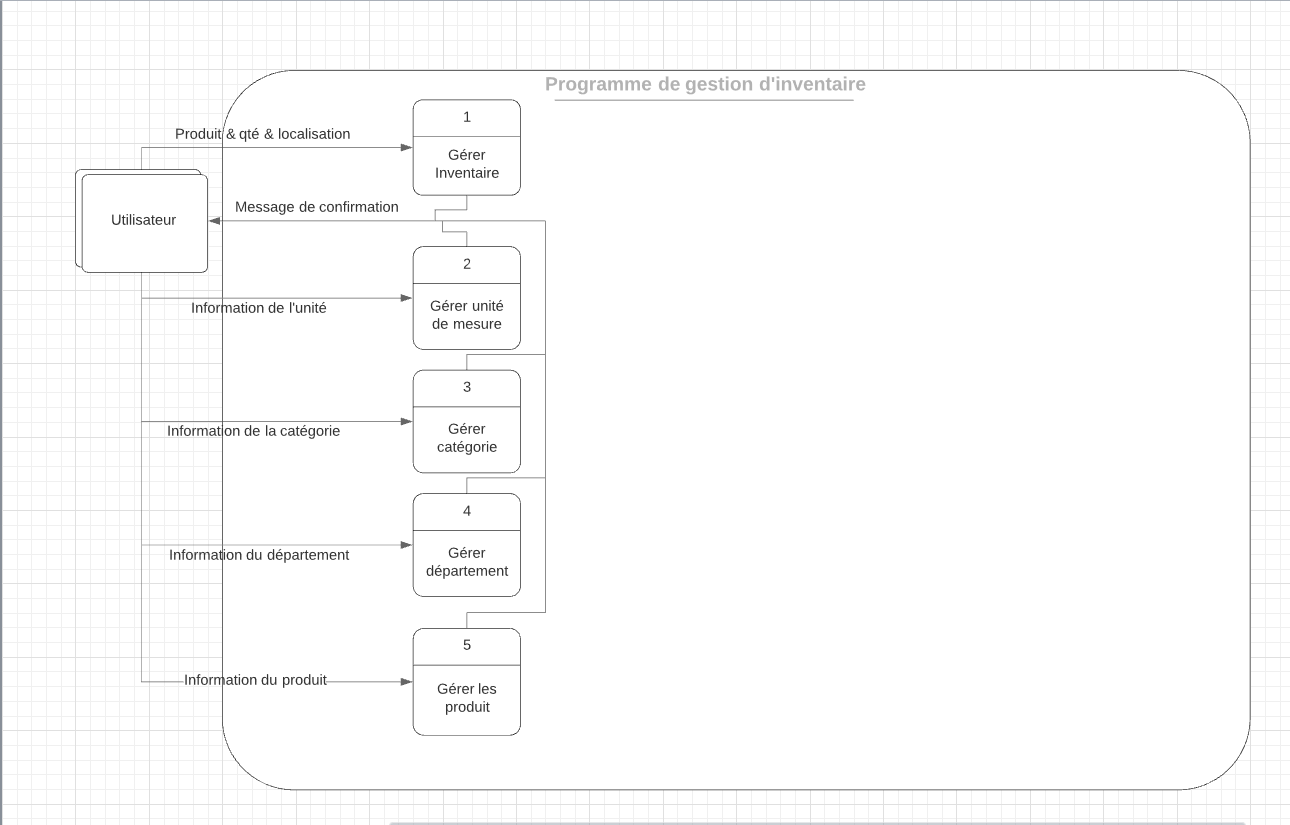 Programme de gestion d'inventaire
1
Produit & qté & localisation
Gérer
Inventaire
Message de confirmation
Utilisateur
2
Information de l'unité
Gérer unité
de mesure
3
Information de la catégorie
Gérer
catégorie
4
Information du département
Gérer
département
5
Information du produit
Gérer les
produit